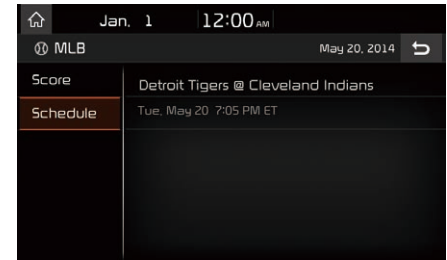 Jan. 1 12:00 AM
MLB May 20, 2014
Score
Detroit Tigers @ Cleveland Indians
Schedule
Tue, May 20 7:05 PM ET